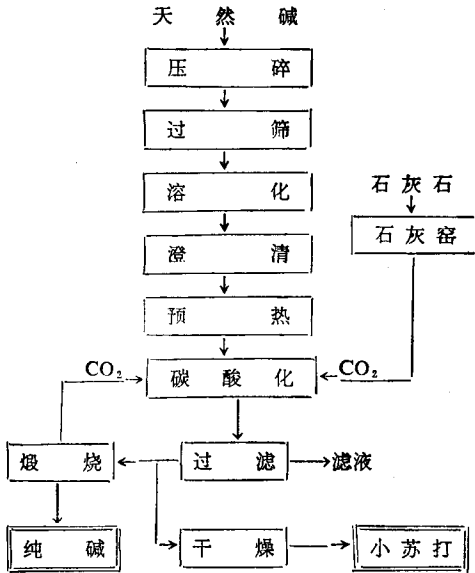 天然碱
压碎
过筛
溶化
石灰石
澄清
石灰窑
预热
CO₂
碳酸化
CO₂
煅烧
过滤
滤液
纯碱
干燥
小苏打